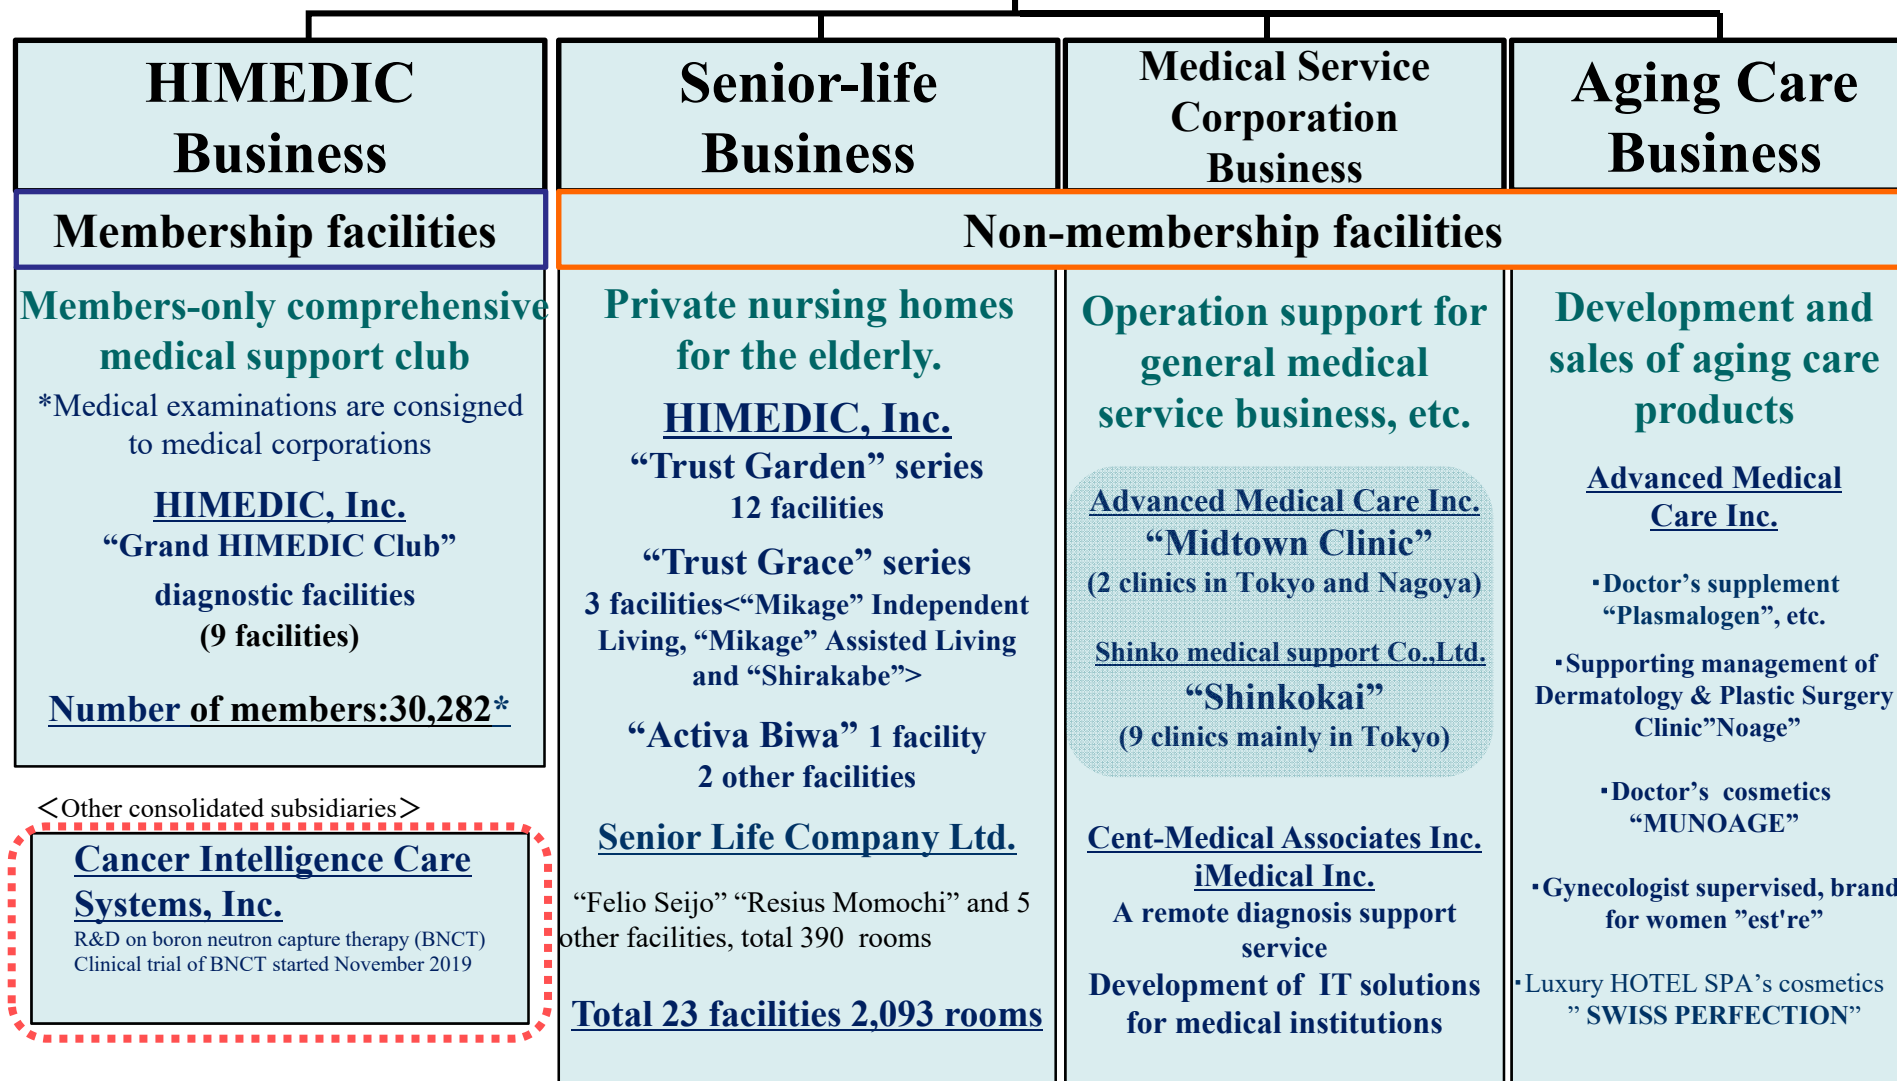 HIMEDIC
Business
Membership facilities
Members-only comprehensive
medical support club
*Medical examinations are consigned
to medical corporations
HIMEDIC, Inc.
“Grand HIMEDIC Club”
diagnostic facilities
(9 facilities)
Number of members:30,282*
＜Other consolidated subsidiaries＞
Cancer Intelligence Care
Systems, Inc.
R&D on boron neutron capture therapy (BNCT)
Clinical trial of BNCT started November 2019
Senior-life
Business
Non-membership facilities
Private nursing homes
for the elderly.
HIMEDIC, Inc.
“Trust Garden” series
12 facilities
“Trust Grace” series
3 facilities<“Mikage” Independent
Living, “Mikage” Assisted Living
and “Shirakabe”>
“Activa Biwa” 1 facility
2 other facilities
Senior Life Company Ltd.
“Felio Seijo” “Resius Momochi” and 5
other facilities, total 390 rooms
Total 23 facilities 2,093 rooms
Medical Service
Corporation
Business
Operation support for
general medical
service business, etc.
Advanced Medical Care Inc.
“Midtown Clinic”
(2 clinics in Tokyo and Nagoya)
Shinko medical support Co.,Ltd.
“Shinkokai”
(9 clinics mainly in Tokyo)
Cent-Medical Associates Inc.
iMedical Inc.
A remote diagnosis support
service
Development of IT solutions
for medical institutions
Aging Care
Business
Development and
sales of aging care
products
Advanced Medical
Care Inc.
･Doctor’s supplement
“Plasmalogen”, etc.
･Supporting management of
Dermatology & Plastic Surgery
Clinic”Noage”
･Doctor’s cosmetics
“MUNOAGE”
･Gynecologist supervised, brand
for women ”est're”
･Luxury HOTEL SPA’s cosmetics
” SWISS PERFECTION”